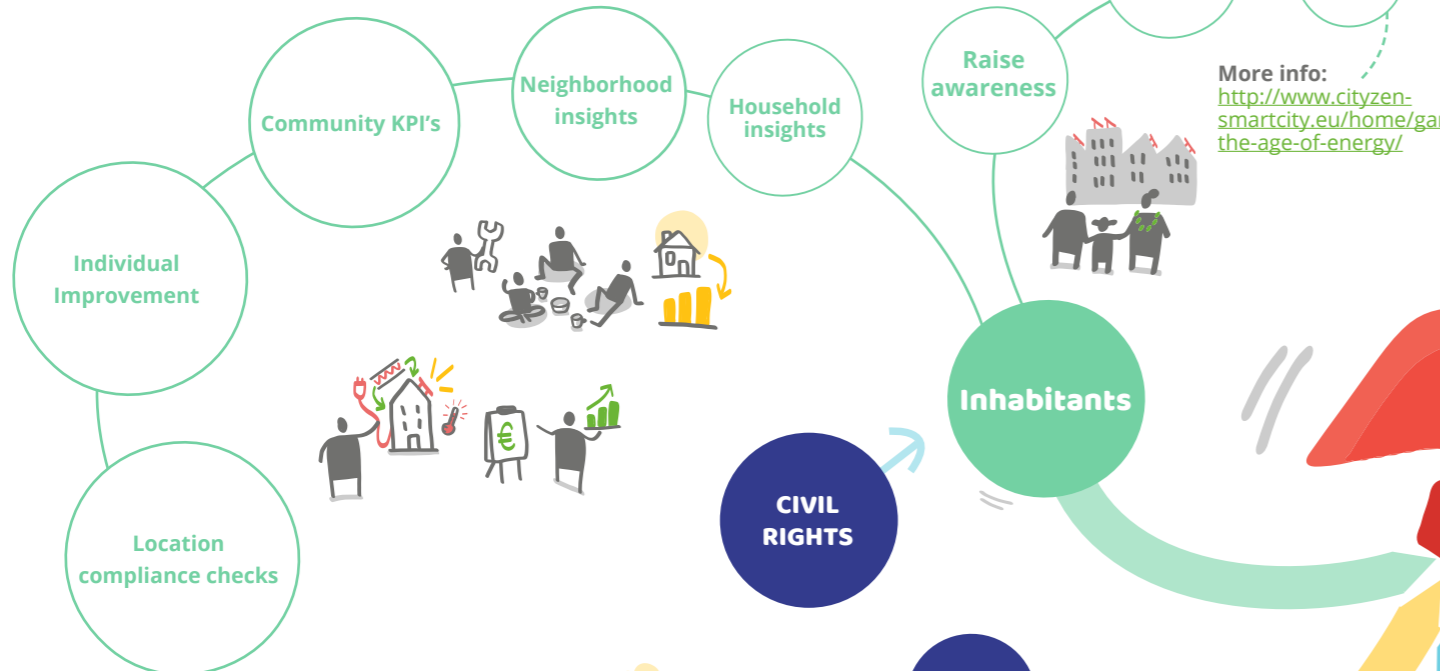 Neighborhood
insights
Community KPI's
Household
insights
Raise
awareness
More info:
http://www.cityzen-
smartcity.eu/home/gar
the-age-of-energy/
Individual
Improvement
€
Inhabitants
CIVIL
RIGHTS
Location
compliance checks